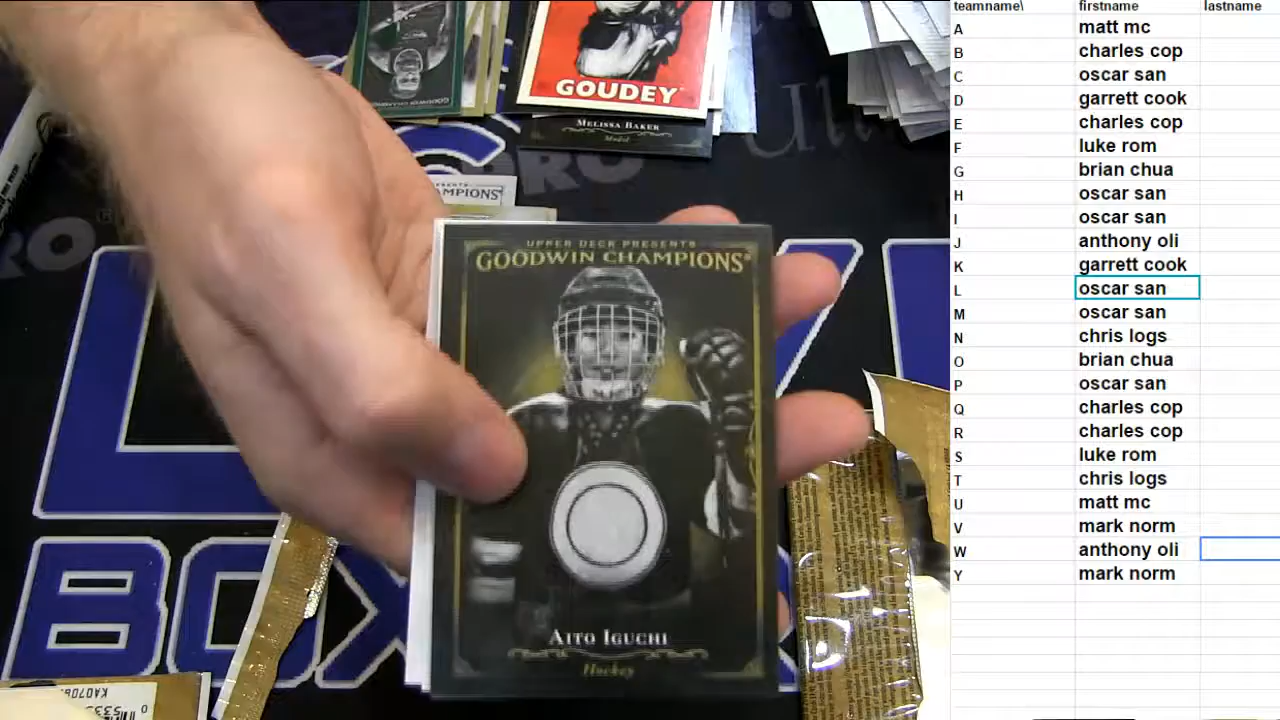 GOUDEY
MELISSA BAKER
Model
UPPER DECK PRESENTS
GOODWIN CHAMPIONS
AITO IGUCHI
Hockey
BOX
teamname\ firstname lastname
A matt mc
B charles cop
C oscar san
D garrett cook
E charles cop
F luke rom
G brian chua
H oscar san
I oscar san
J anthony oli
K garrett cook
L oscar san
M oscar san
N chris logs
O brian chua
P oscar san
Q charles cop
R charles cop
S luke rom
T chris logs
U matt mc
V mark norm
W anthony oli
Y mark norm